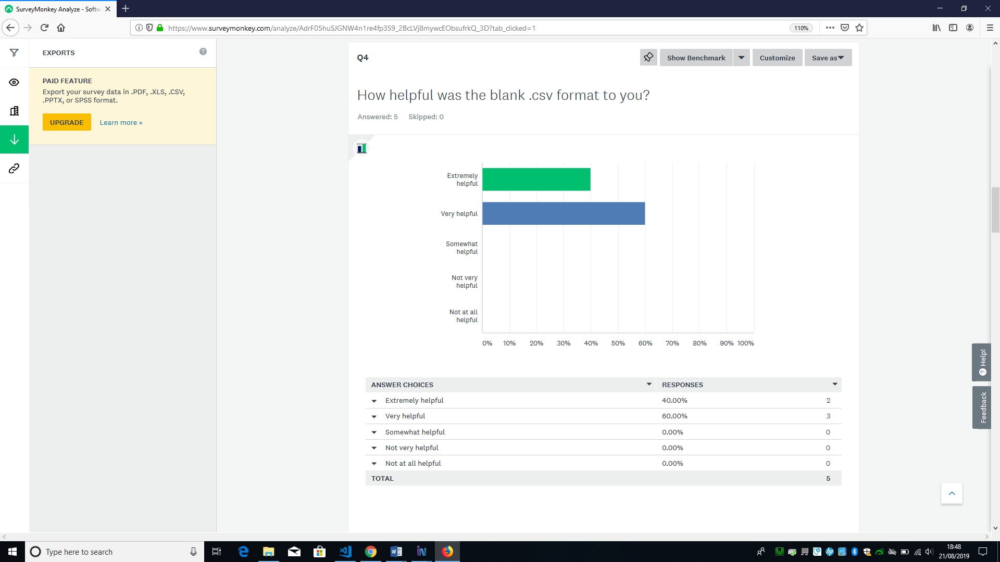 SurveyMonkey Analyze - Softw
https://www.surveymonkey.com/analyze/AdrF05huSJGNW4n1re4fp3S9_2BcLVj8mywcEObsufrkQ_3D?tab_clicked=1
110%
EXPORTS
PAID FEATURE
Export your survey data in .PDF, .XLS, .CSV,
.PPTX, or SPSS format.
UPGRADE
Learn more »
Q4
Show Benchmark
Customize
Save as
How helpful was the blank .csv format to you?
Answered: 5 Skipped: 0
Extremely
helpful
Very helpful
Somewhat
helpful
Not very
helpful
Not at all
helpful
0% 10% 20% 30% 40% 50% 60% 70% 80% 90% 100%
ANSWER CHOICES RESPONSES
Extremely helpful 40.00% 2
Very helpful 60.00% 3
Somewhat helpful 0.00% 0
Not very helpful 0.00% 0
Not at all helpful 0.00% 0
TOTAL 5
Help!
Feedback
Type here to search
18:48
21/08/2019